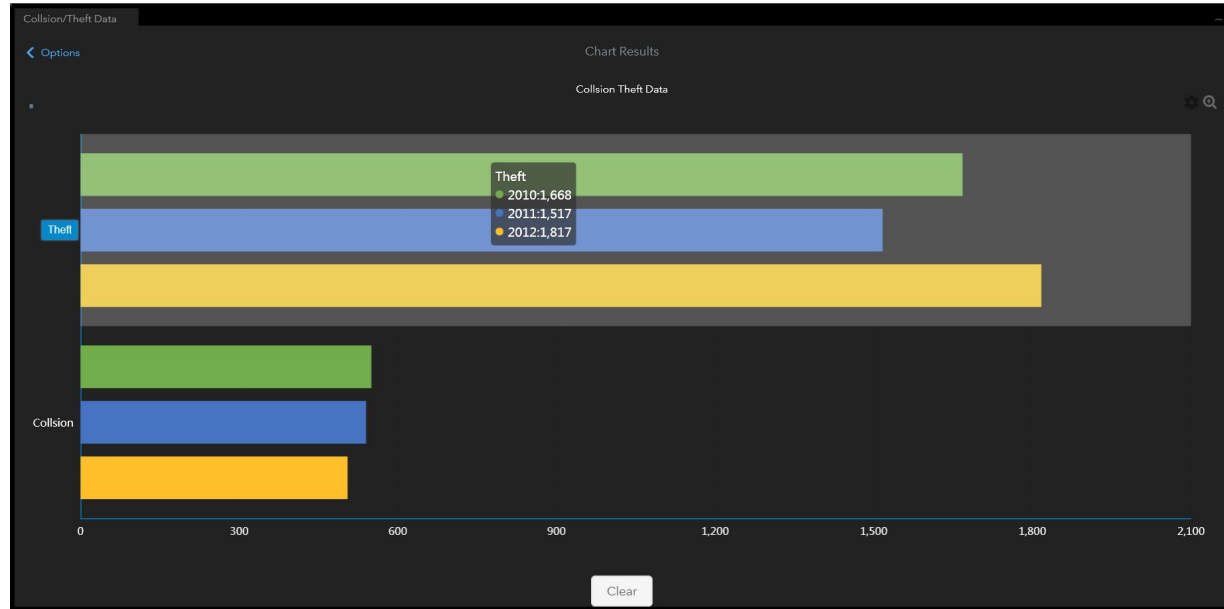 Collsion/Theft Data
Options
Chart Results
Collsion Theft Data
Theft
2010:1,668
2011:1,517
2012:1,817
Theft
Collsion
0 300 600 900 1,200 1,500 1,800 2,100
Clear